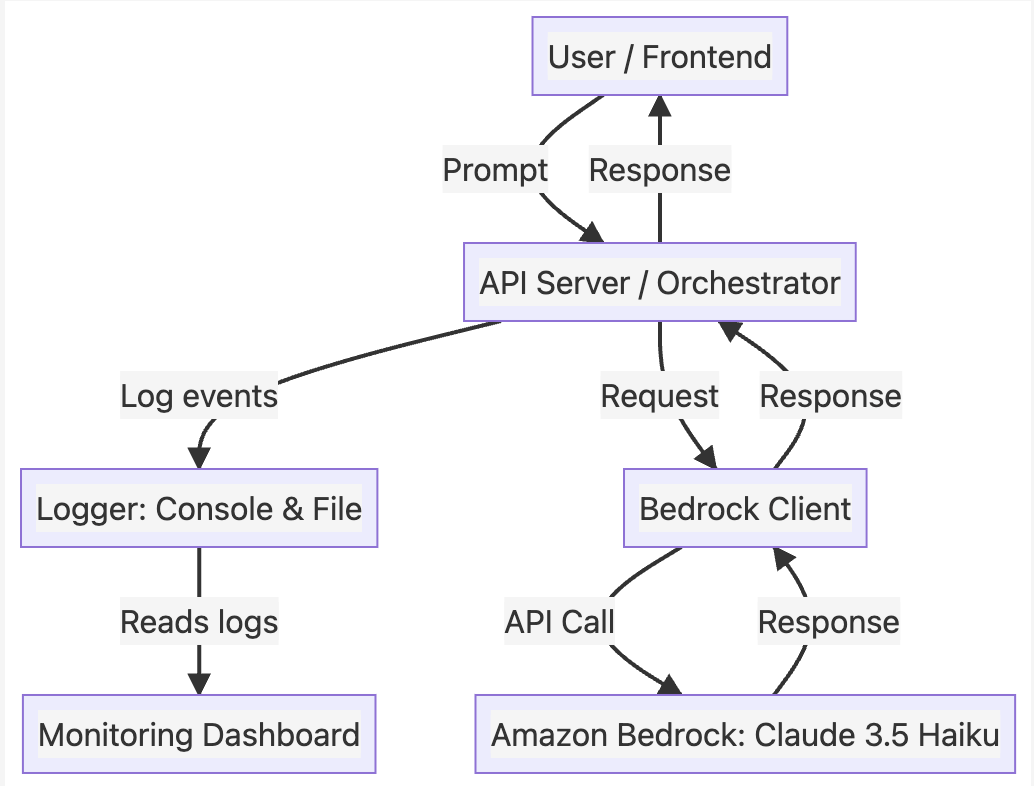 User / Frontend
Prompt
Response
API Server / Orchestrator
Log events
Request
Response
Logger: Console & File
Bedrock Client
Reads logs
API Call
Response
Monitoring Dashboard
Amazon Bedrock: Claude 3.5 Haiku